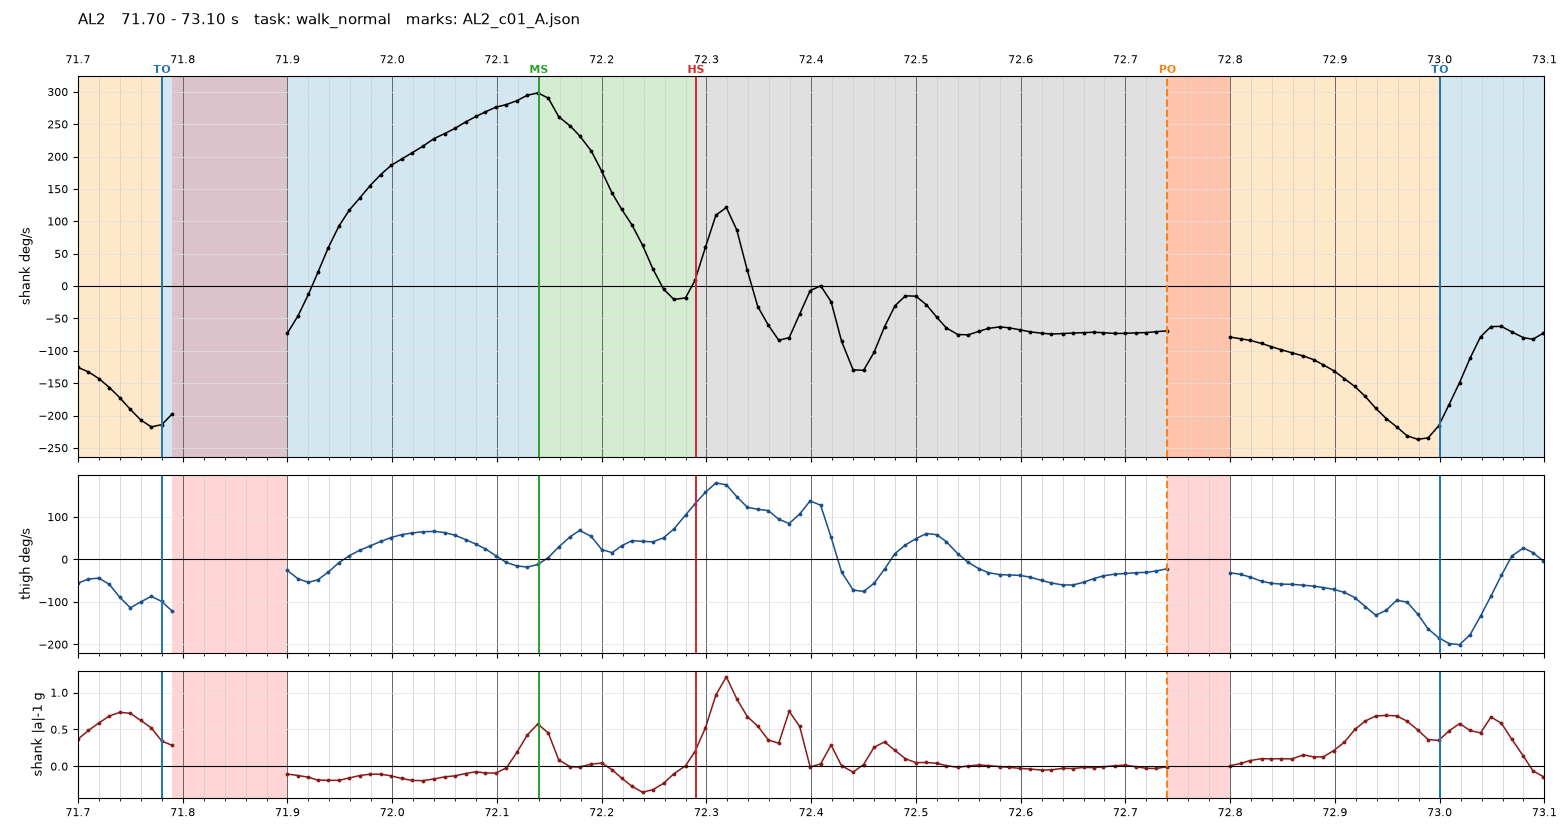 AL2   71.70 - 73.10 s   task: walk_normal   marks: AL2_c01_A.json
71.7 71.8 71.9 72.0 72.1 72.2 72.3 72.4 72.5 72.6 72.7 72.8 72.9 73.0 73.1
TO MS HS PO TO
300
250
200
150
100
50
0
−50
−100
−150
−200
−250
shank deg/s
100
0
−100
−200
thigh deg/s
1.0
0.5
0.0
shank |a|-1 g
71.7 71.8 71.9 72.0 72.1 72.2 72.3 72.4 72.5 72.6 72.7 72.8 72.9 73.0 73.1